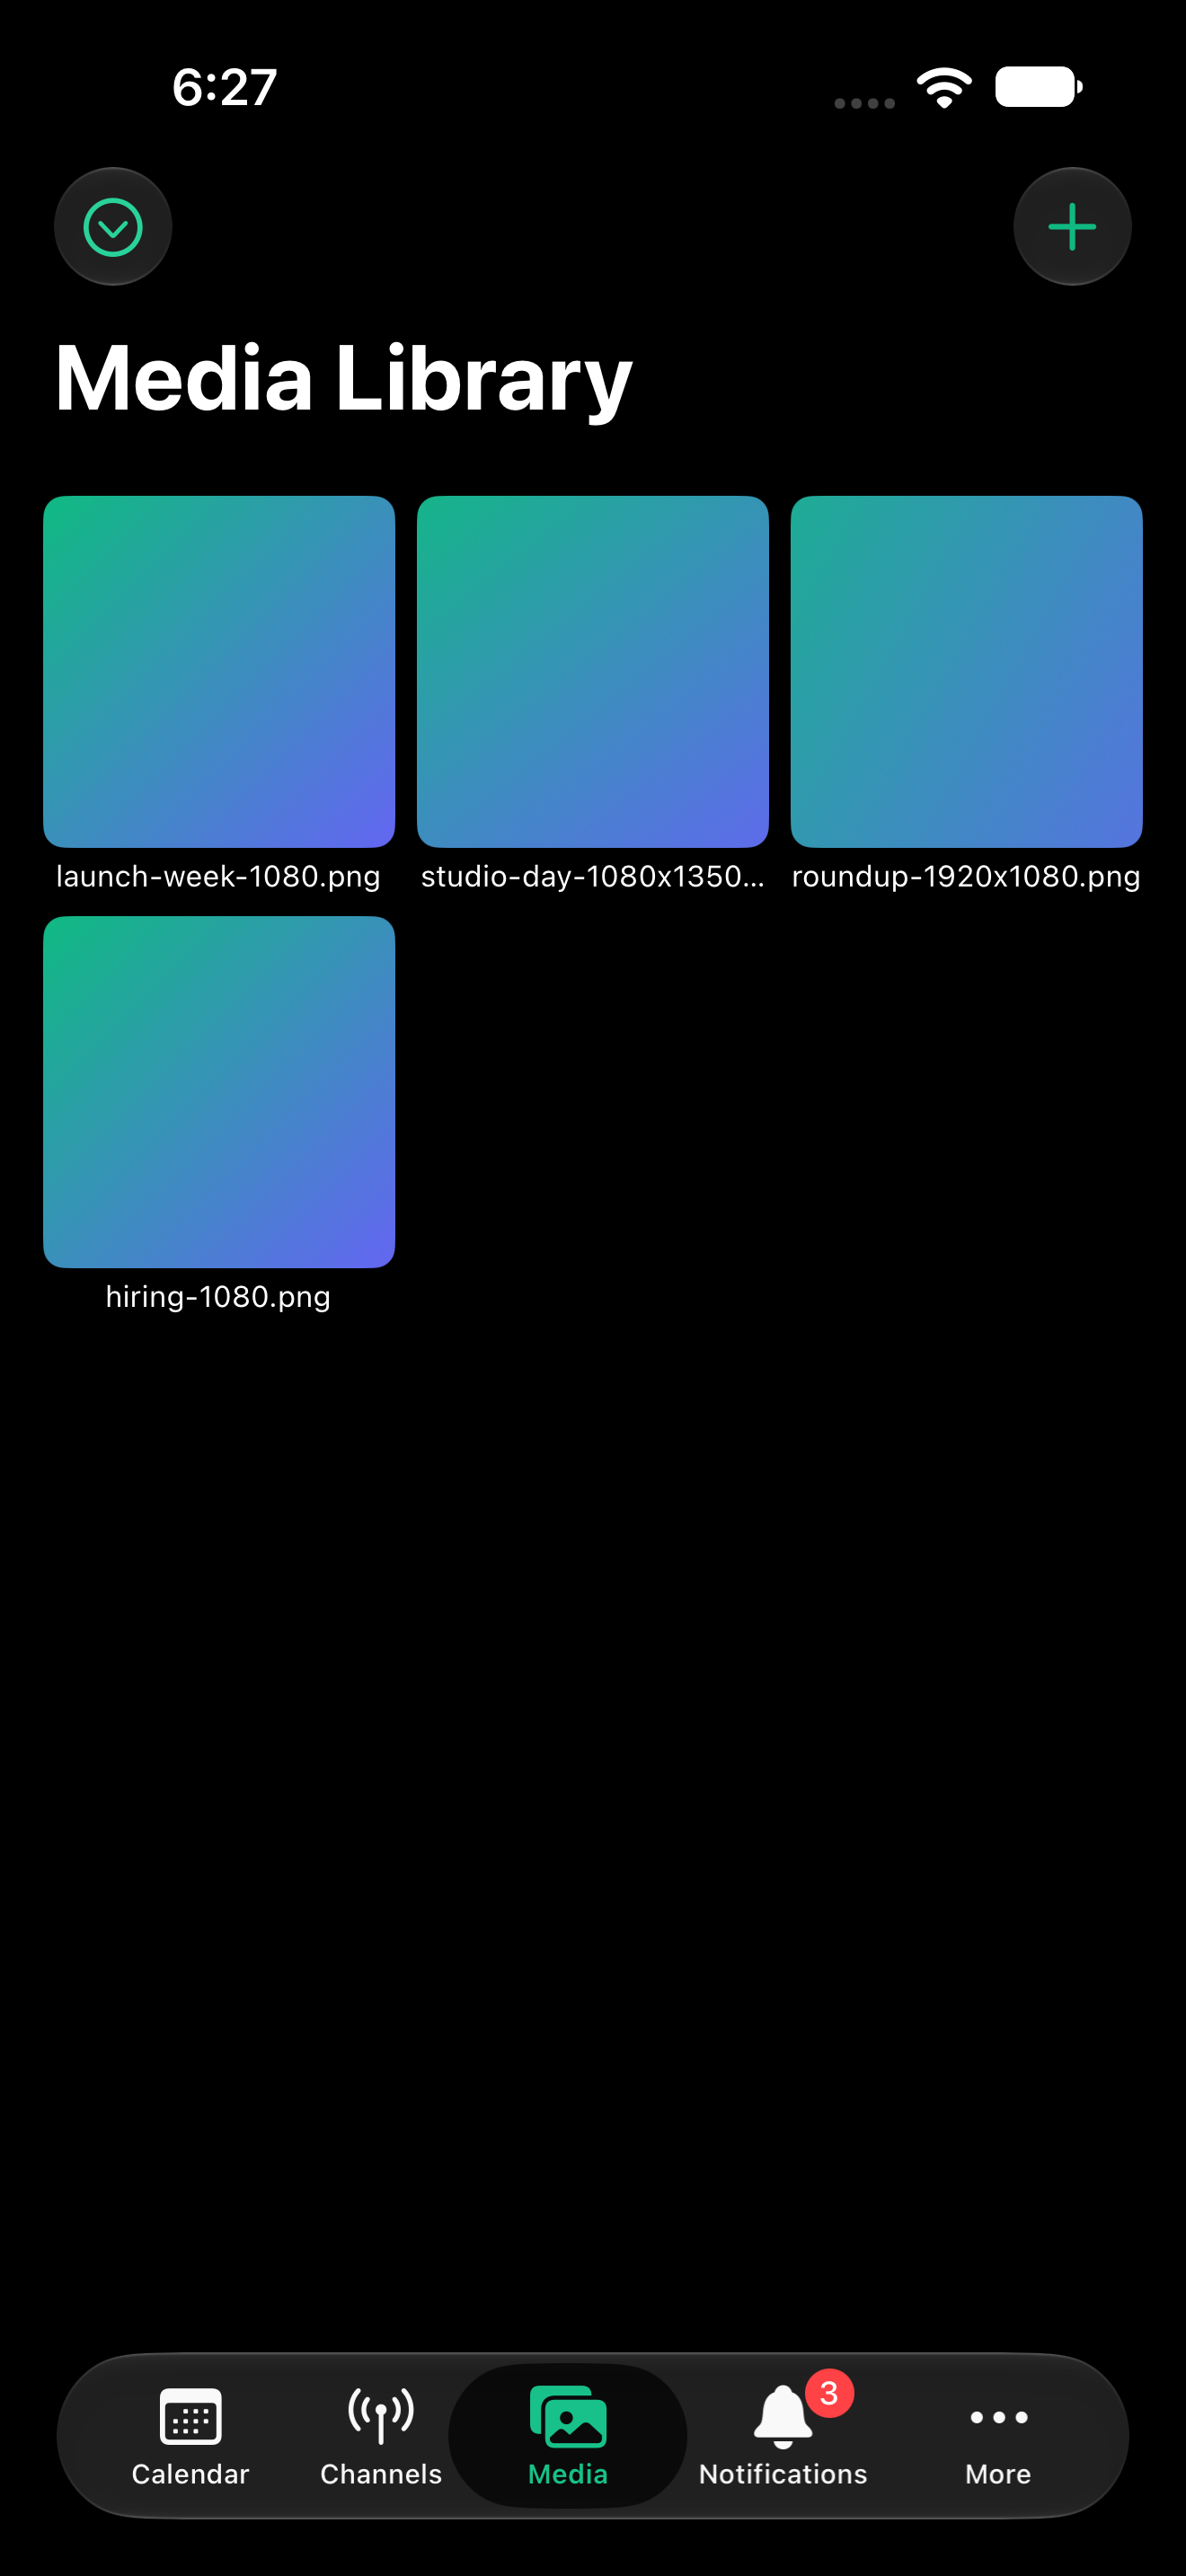 6:27
Media Library
launch-week-1080.png
studio-day-1080x1350...
roundup-1920x1080.png
hiring-1080.png
3
Calendar
Channels
Media
Notifications
More